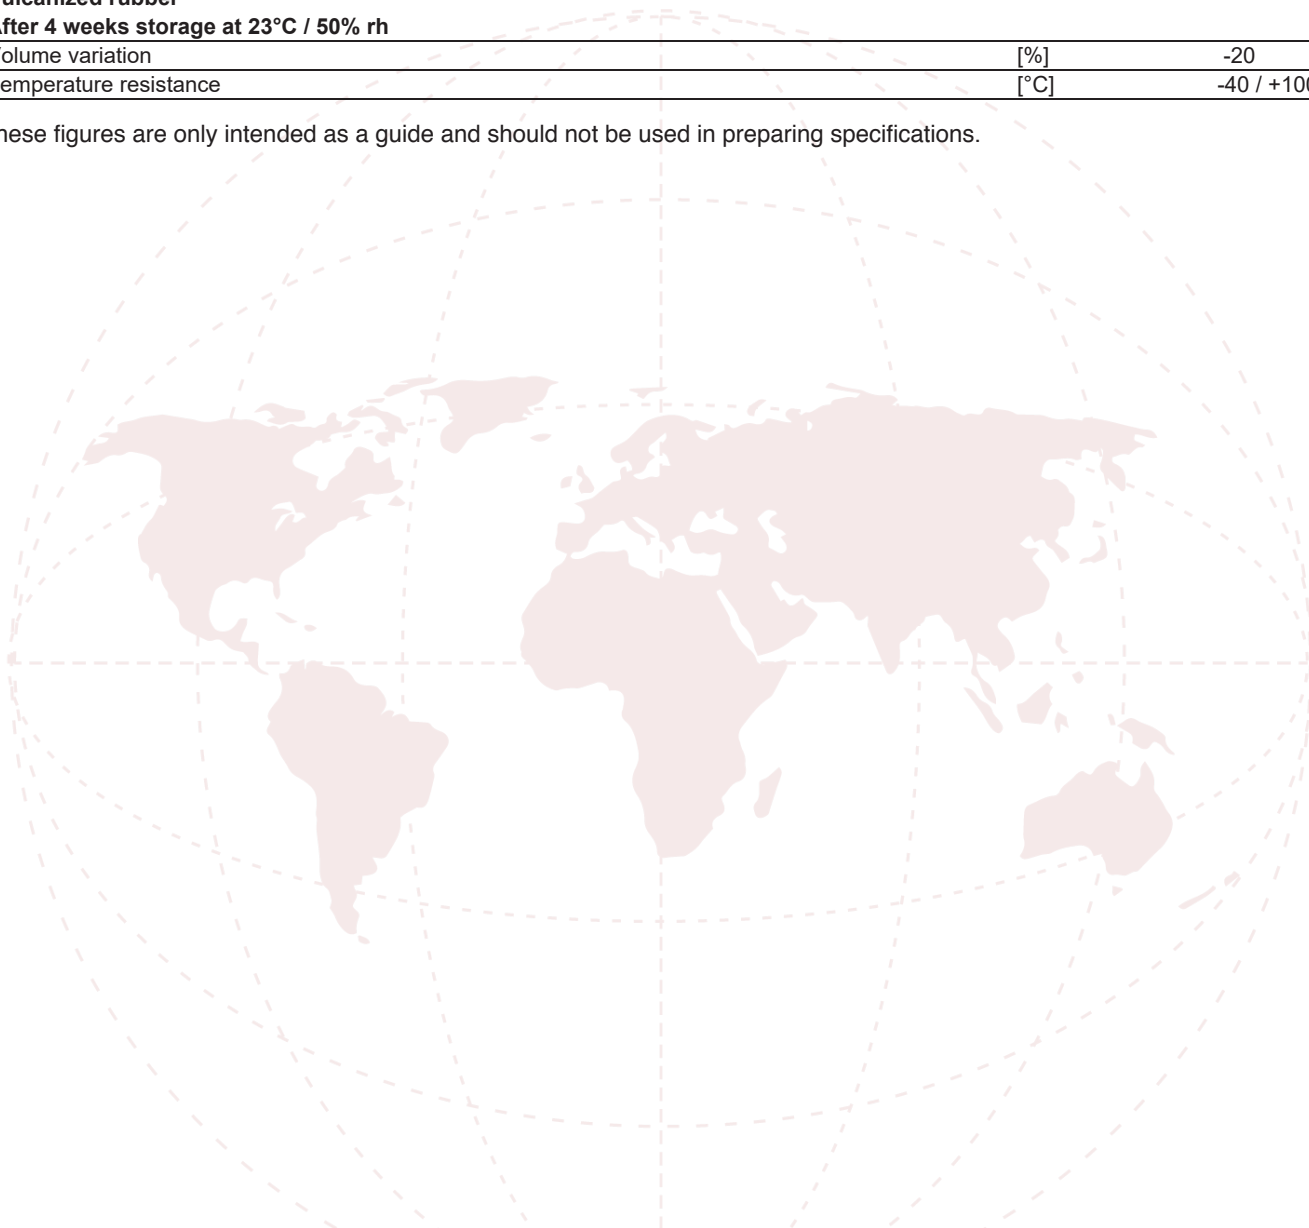 ulcanized rubber
fter 4 weeks storage at 23°C / 50% rh
olume variation [%] -20
emperature resistance [°C] -40 / +100
hese figures are only intended as a guide and should not be used in preparing specifications.